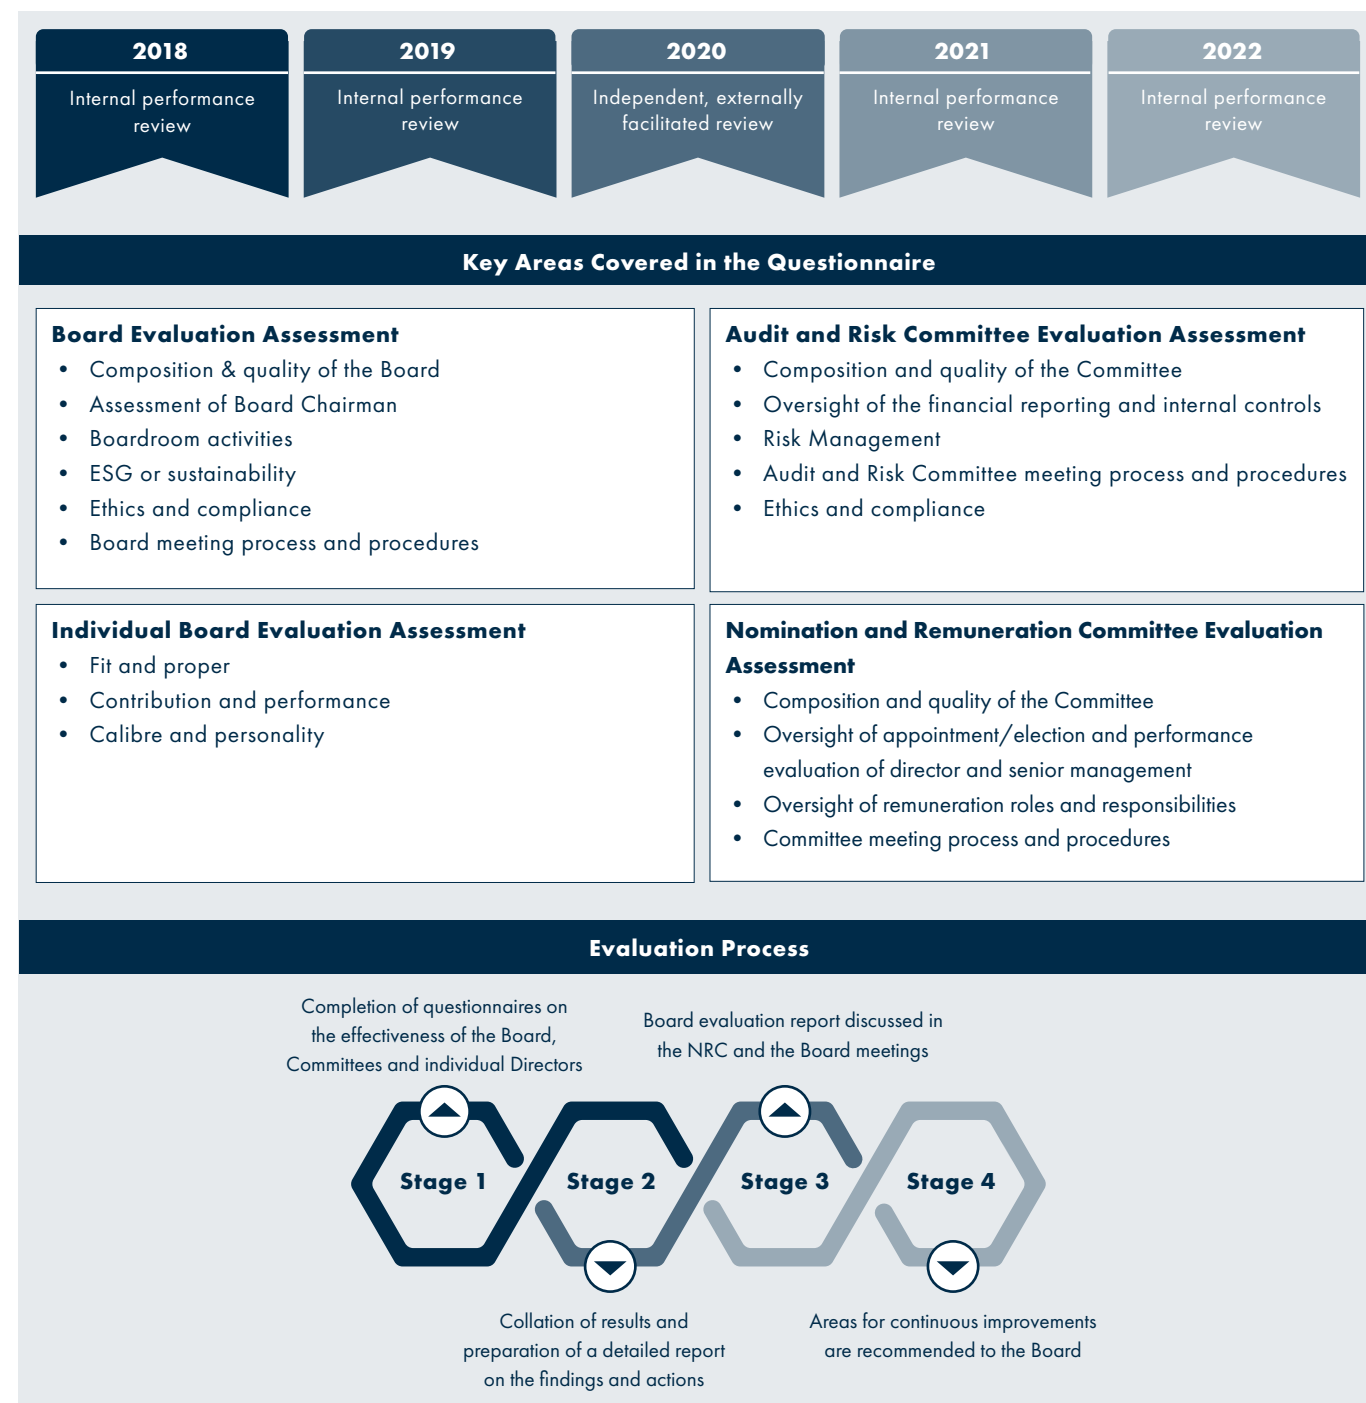 2018
Internal performance
review
2019
Internal performance
review
2020
Independent, externally
facilitated review
2021
Internal performance
review
2022
Internal performance
review
Key Areas Covered in the Questionnaire
Board Evaluation Assessment
• Composition & quality of the Board
• Assessment of Board Chairman
• Boardroom activities
• ESG or sustainability
• Ethics and compliance
• Board meeting process and procedures
Audit and Risk Committee Evaluation Assessment
• Composition and quality of the Committee
• Oversight of the financial reporting and internal controls
• Risk Management
• Audit and Risk Committee meeting process and procedures
• Ethics and compliance
Individual Board Evaluation Assessment
• Fit and proper
• Contribution and performance
• Calibre and personality
Nomination and Remuneration Committee Evaluation
Assessment
• Composition and quality of the Committee
• Oversight of appointment/election and performance
evaluation of director and senior management
• Oversight of remuneration roles and responsibilities
• Committee meeting process and procedures
Evaluation Process
Completion of questionnaires on
the effectiveness of the Board,
Committees and individual Directors
Stage 1
Stage 2
Collation of results and
preparation of a detailed report
on the findings and actions
Board evaluation report discussed in
the NRC and the Board meetings
Stage 3
Stage 4
Areas for continuous improvements
are recommended to the Board